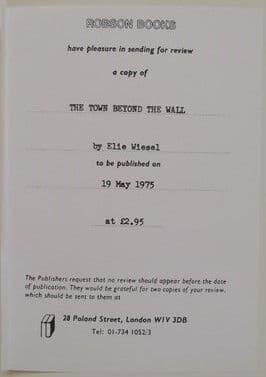 ROBSON BOOKS
have pleasure in sending for review
a copy of
THE TOWN BEYOND THE WALL
by Elie Wiesel
to be published on
19 May 1975
at £2.95
The Publishers request that no review should appear before the date
of publication. They would be grateful for two copies of your review,
which should be sent to them at
28 Poland Street, London W1V 3DB
Tel: 01-734 1052/3